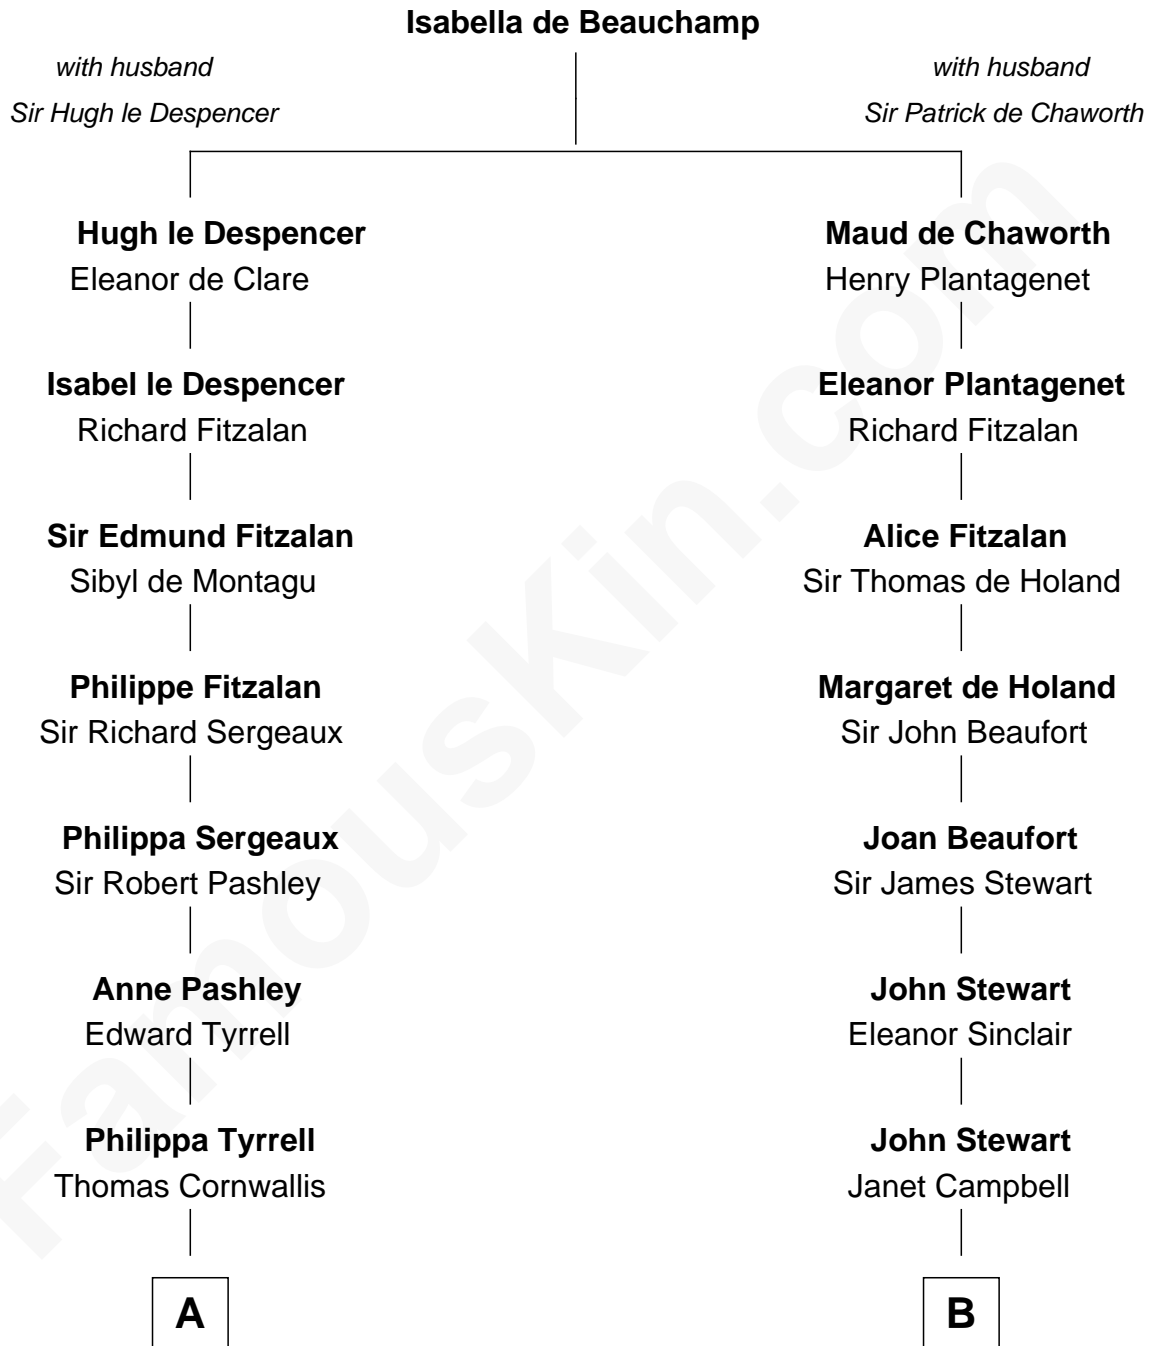 Isabella de Beauchamp
with husband
Sir Hugh le Despencer
with husband
Sir Patrick de Chaworth
Hugh le Despencer
Eleanor de Clare
Maud de Chaworth
Henry Plantagenet
Isabel le Despencer
Richard Fitzalan
Eleanor Plantagenet
Richard Fitzalan
Sir Edmund Fitzalan
Sibyl de Montagu
Alice Fitzalan
Sir Thomas de Holand
Philippe Fitzalan
Sir Richard Sergeaux
Margaret de Holand
Sir John Beaufort
Philippa Sergeaux
Sir Robert Pashley
Joan Beaufort
Sir James Stewart
Anne Pashley
Edward Tyrrell
John Stewart
Eleanor Sinclair
Philippa Tyrrell
Thomas Cornwallis
John Stewart
Janet Campbell
A
B
FamousKin.com